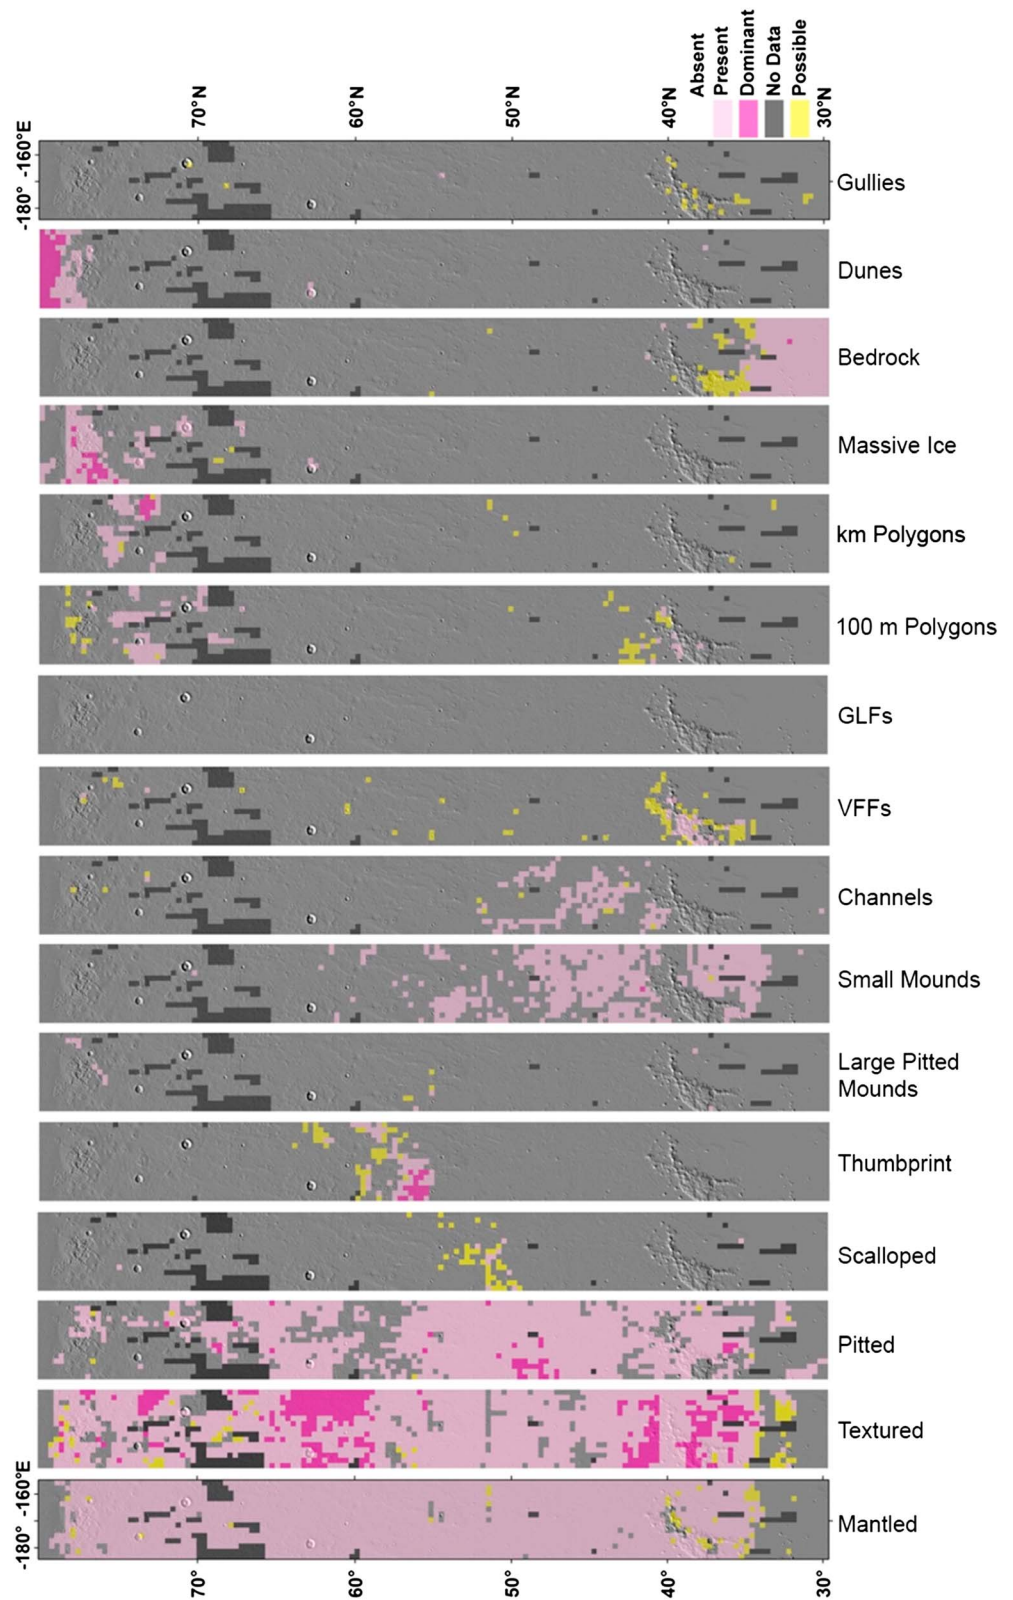 Absent
Present
Dominant
No Data
Possible
70°N
60°N
50°N
40°N
30°N
-160°E
-180°
Gullies
Dunes
Bedrock
Massive Ice
km Polygons
100 m Polygons
GLFs
VFFs
Channels
Small Mounds
Large Pitted
Mounds
Thumbprint
Scalloped
Pitted
Textured
-160°E
-180°
Mantled
70°
60°
50°
40°
30°